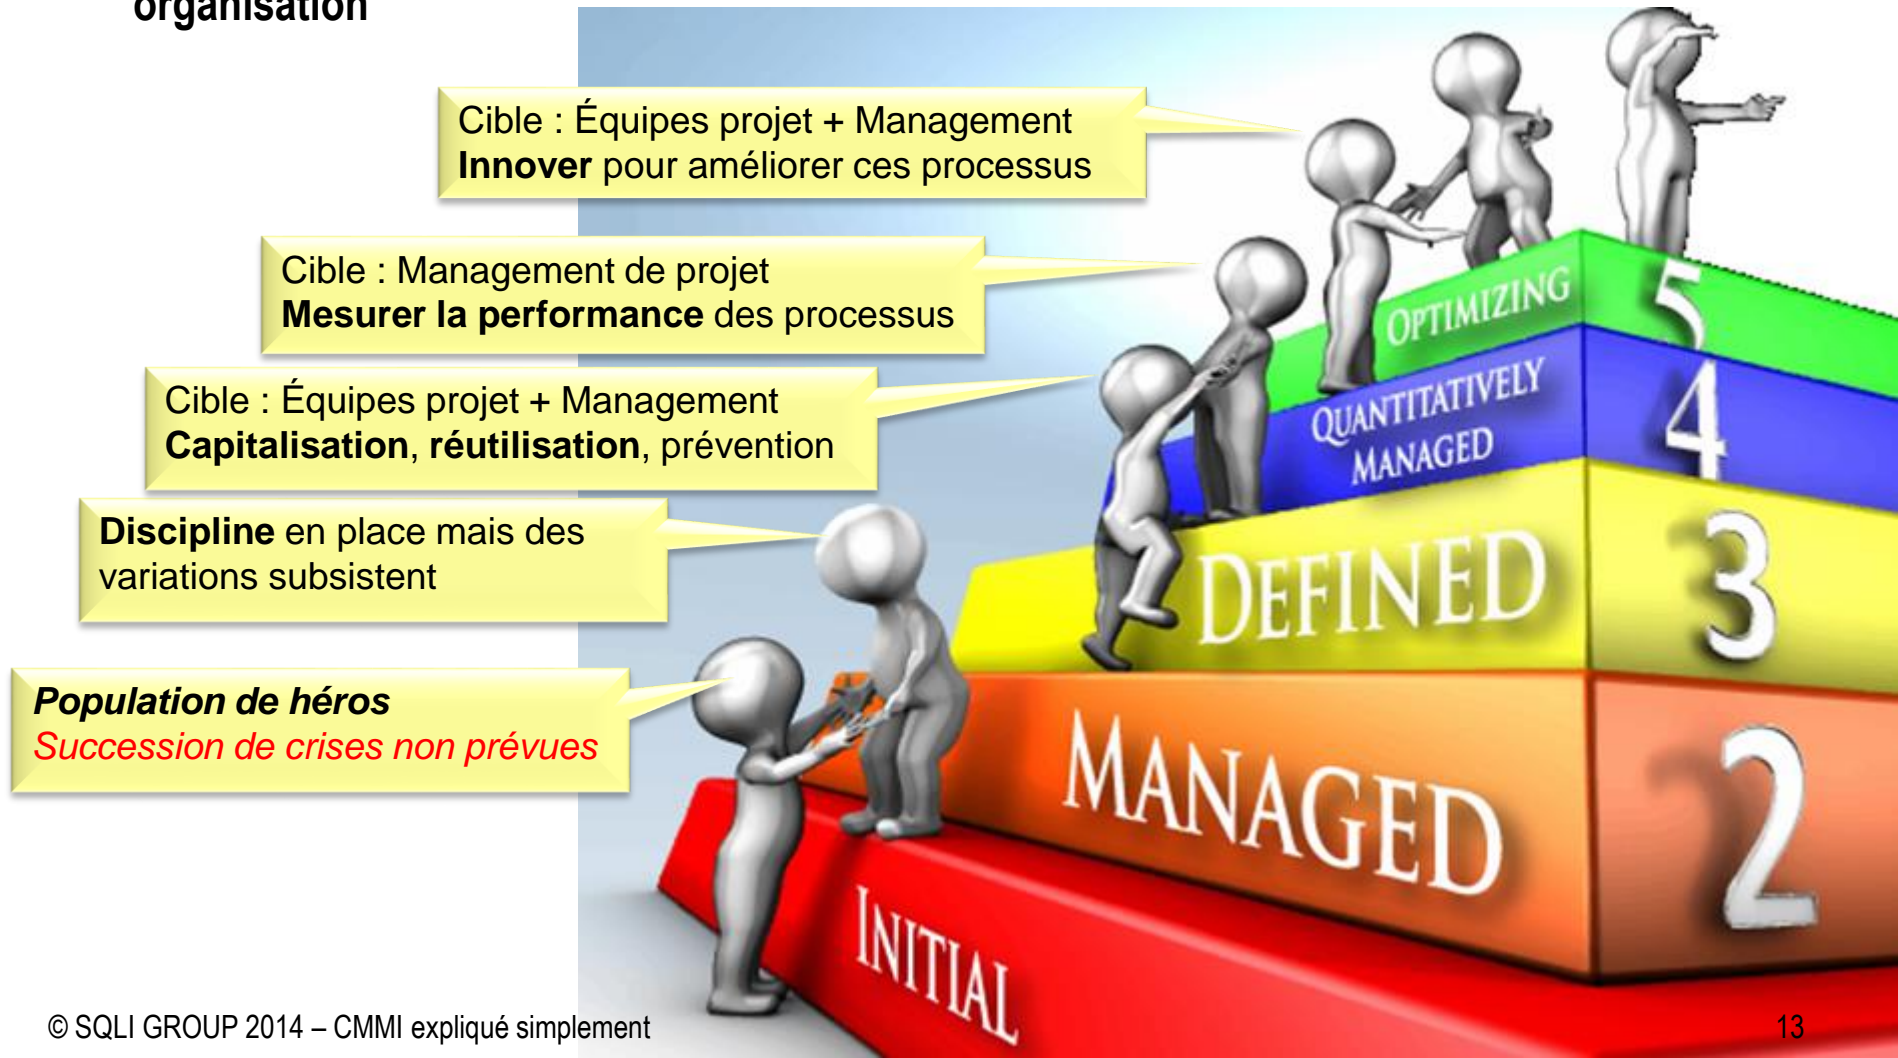 organisation
Cible : Équipes projet + Management
Innover pour améliorer ces processus
Cible : Management de projet
Mesurer la performance des processus
Cible : Équipes projet + Management
Capitalisation, réutilisation, prévention
Discipline en place mais des
variations subsistent
Population de héros
Succession de crises non prévues
OPTIMIZING
5
QUANTITATIVELY
MANAGED
4
DEFINED
3
MANAGED
2
INITIAL
© SQLI GROUP 2014 – CMMI expliqué simplement
13